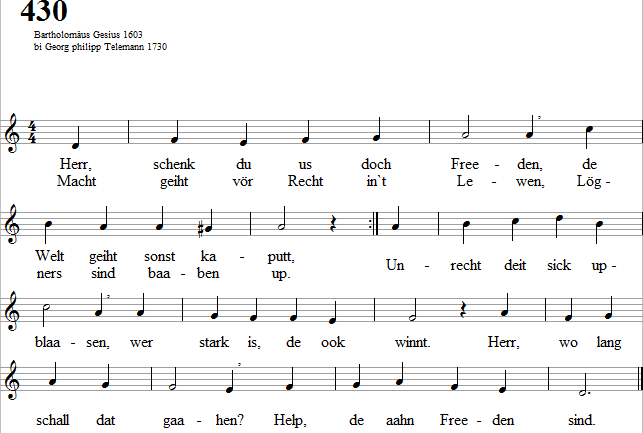 430
Bartholomäus Gesius 1603
bi Georg philipp Telemann 1730
Herr, schenk du us doch Free - den, de
Macht geiht vör Recht in`t Le - wen, Lög -
Welt geiht sonst ka - putt,
ners sind baa - ben up.
Un - recht deit sick up -
blaa - sen, wer stark is, de ook winnt. Herr, wo lang
schall dat gaa - hen? Help, de aahn Free - den sind.